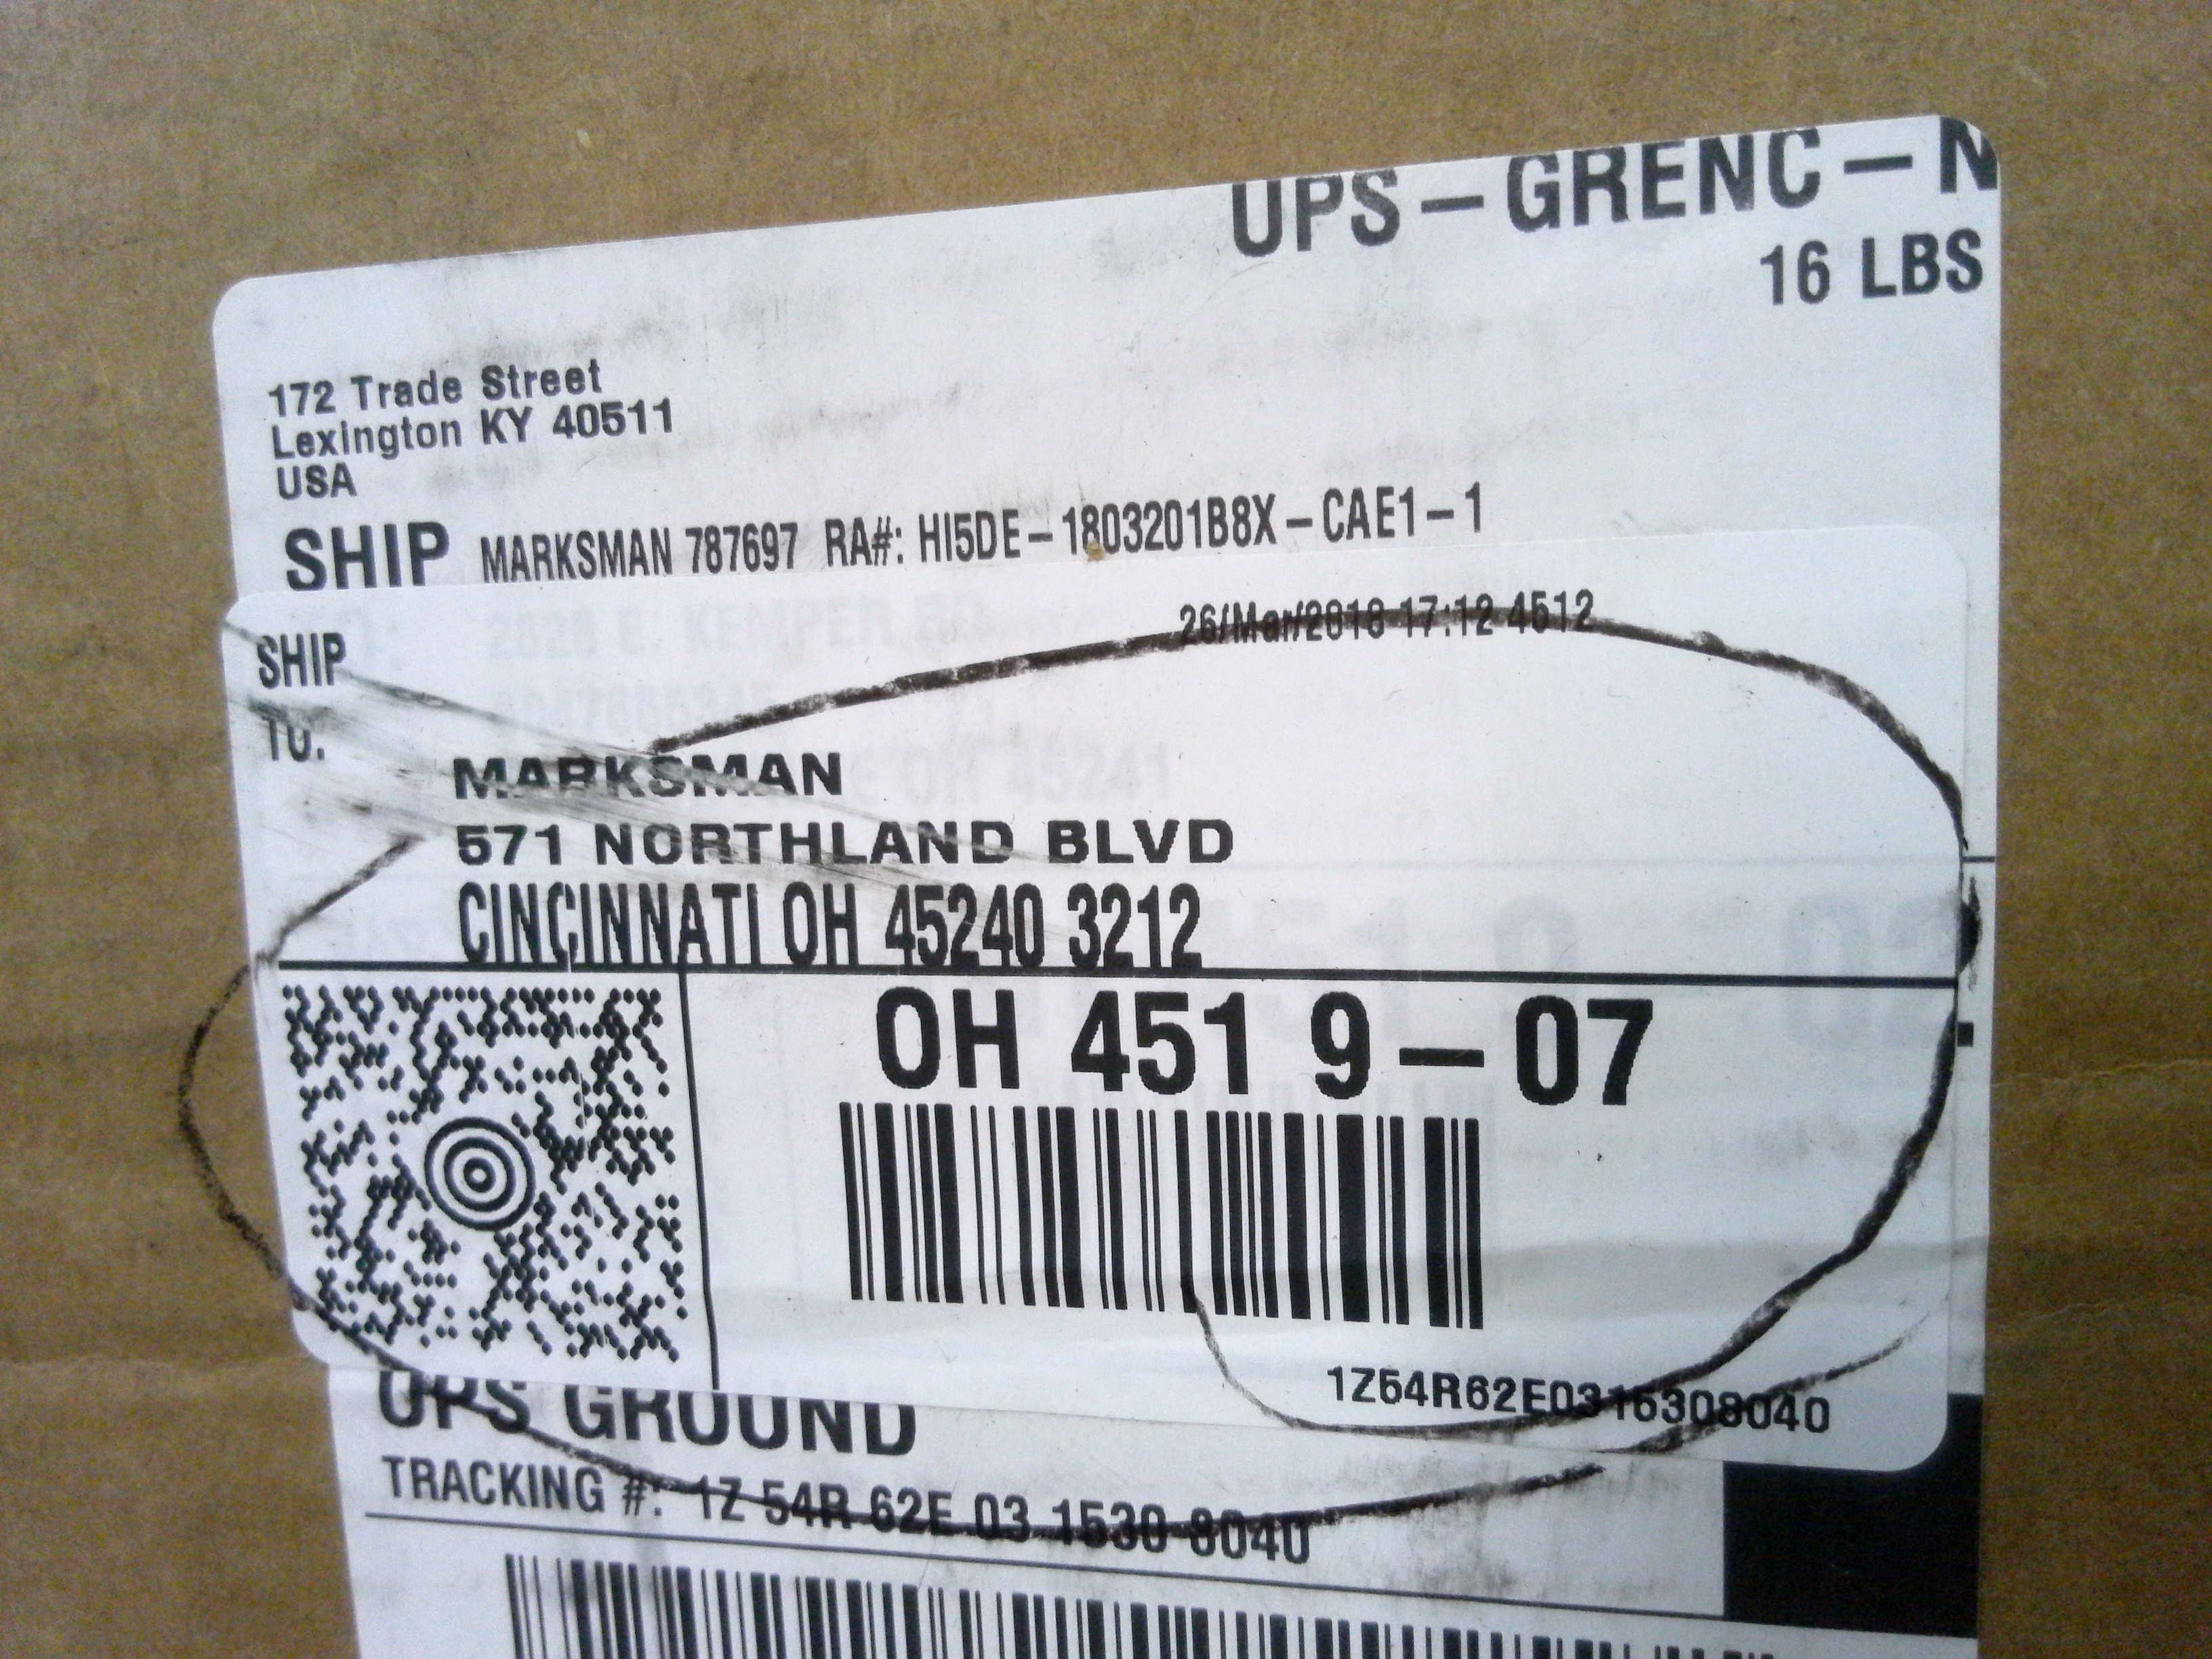 UPS - GRENC - N
16 LBS
172 Trade Street
Lexington KY 40511
USA
SHIP MARKSMAN 787697 RA#: HI5DE-1803201B8X-CAE1-1
26/Mar/2018 17:12 4512
SHIP
TO:
MARKSMAN
571 NORTHLAND BLVD
CINCINNATI OH 45240 3212
OH 451 9-07
1Z54R62E0315308040
UPS GROUND
TRACKING #: 1Z 54R 62E 03 1530 8040